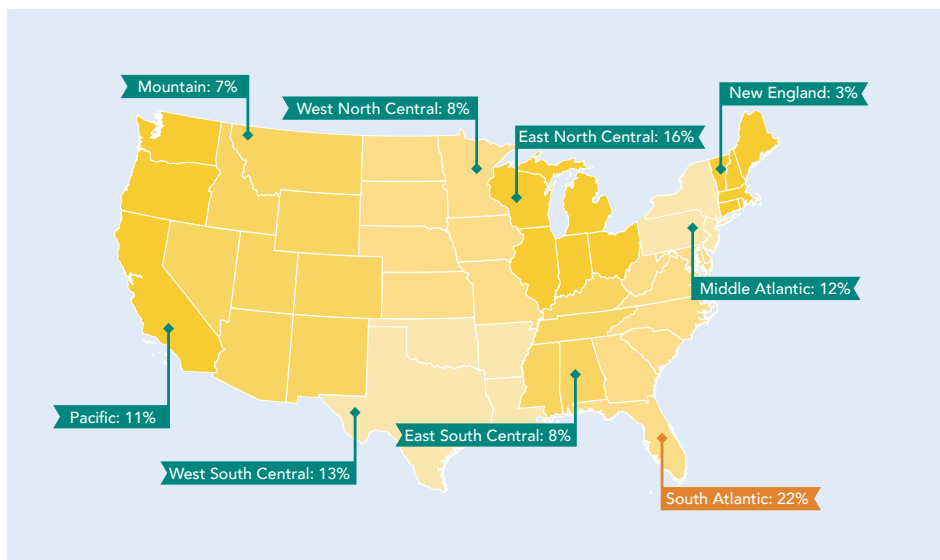 Mountain: 7%
New England: 3%
West North Central: 8%
East North Central: 16%
Middle Atlantic: 12%
Pacific: 11%
East South Central: 8%
West South Central: 13%
South Atlantic: 22%